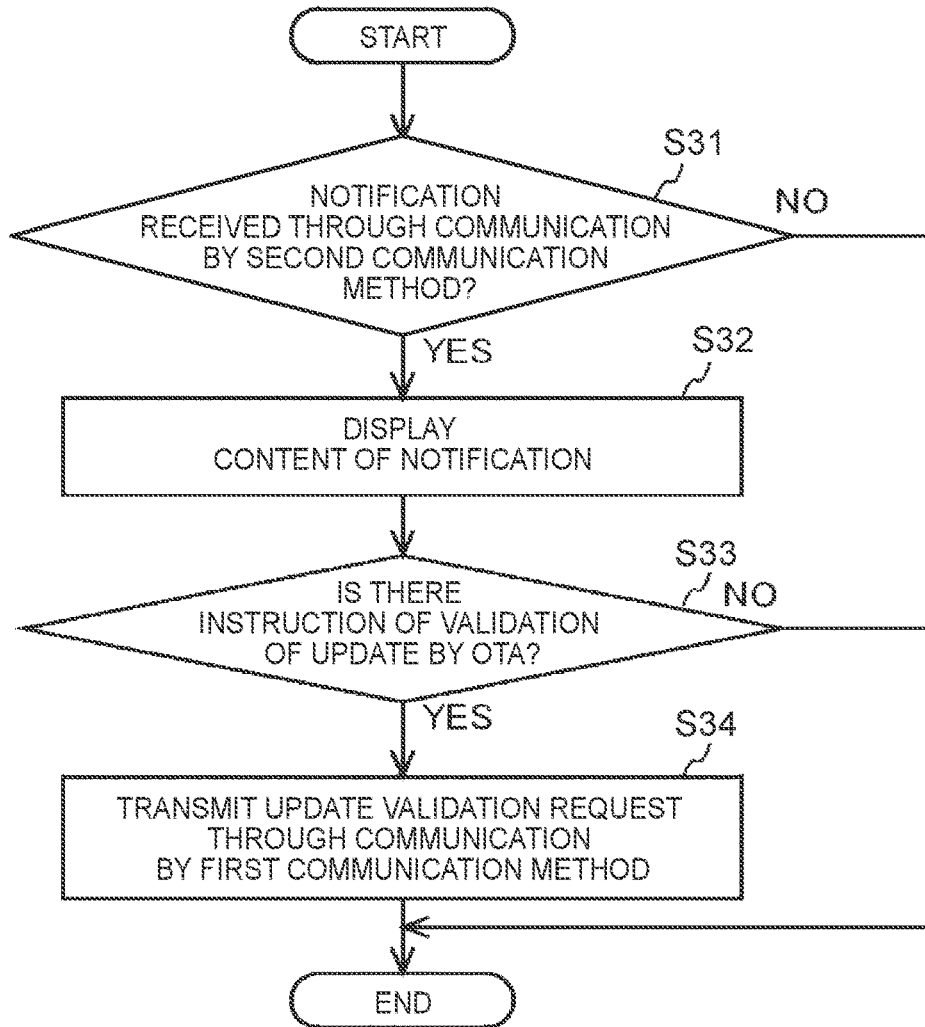 START
S31
NOTIFICATION
RECEIVED THROUGH COMMUNICATION
BY SECOND COMMUNICATION
METHOD?
NO
YES
S32
DISPLAY
CONTENT OF NOTIFICATION
S33
IS THERE
INSTRUCTION OF VALIDATION
OF UPDATE BY OTA?
NO
YES
S34
TRANSMIT UPDATE VALIDATION REQUEST
THROUGH COMMUNICATION
BY FIRST COMMUNICATION METHOD
END